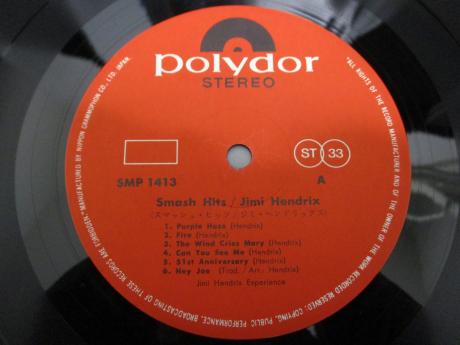 polydor
STEREO
SMP 1413
ST 33
A
Smash Hits / Jimi Hendrix
(スマッシュ・ヒッツ/ジミ・ヘンドリックス)
1. Purple Haze (Hendrix)
2. Fire (Hendrix)
3. The Wind Cries Mary (Hendrix)
4. Can You See Me (Hendrix)
5. 51st Anniversary (Hendrix)
6. Hey Joe (Trad. / Arr.: Hendrix)
Jimi Hendrix Experience
"ALL RIGHTS OF THE RECORD MANUFACTURER AND OF THE OWNER OF THE WORK RECORDED RESERVED. COPYING, PUBLIC PERFORMANCE, BROADCASTING OF THESE RECORDS ARE FORBIDDEN." MANUFACTURED BY NIPPON GRAMMOPHON CO., LTD. JAPAN.